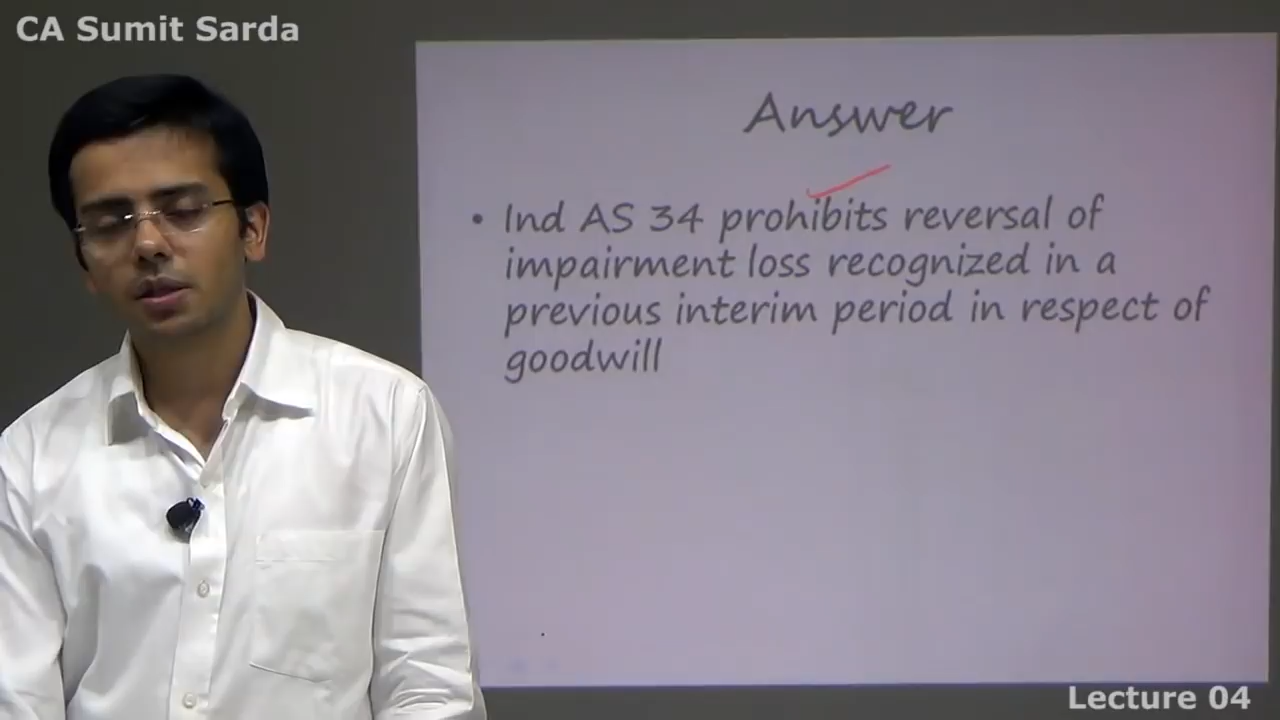 CA Sumit Sarda
Answer
• Ind AS 34 prohibits reversal of
impairment loss recognized in a
previous interim period in respect of
goodwill
Lecture 04